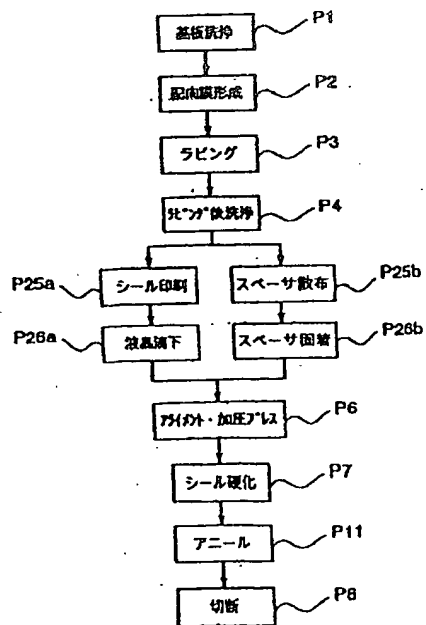 基板洗浄
P1
配向膜形成
P2
ラビング
P3
ラビング後洗浄
P4
P25a
シール印刷
スペーサ散布
P25b
P26a
液晶滴下
スペーサ固着
P26b
アライメント・加圧プレス
P6
シール硬化
P7
アニール
P11
切断
P8